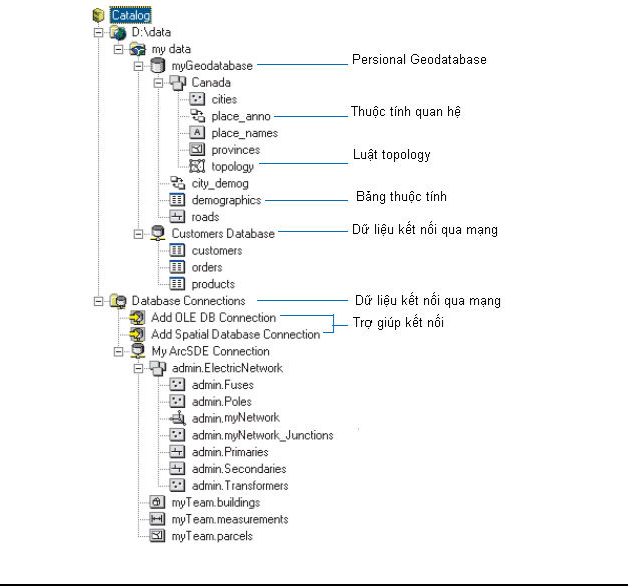 Catalog
D:\data
my data
myGeodatabase Persional Geodatabase
Canada
cities
place_anno Thuộc tính quan hệ
place_names
A
provinces
topology Luật topology
city_demog
demographics Bảng thuộc tính
roads
Customers Database Dữ liệu kết nối qua mạng
customers
orders
products
Database Connections Dữ liệu kết nối qua mạng
Add OLE DB Connection Trợ giúp kết nối
Add Spatial Database Connection
My ArcSDE Connection
admin.ElectricNetwork
admin.Fuses
admin.Poles
admin.myNetwork
admin.myNetwork_Junctions
admin.Primaries
admin.Secondaries
admin.Transformers
myTeam.buildings
myTeam.measurements
myTeam.parcels